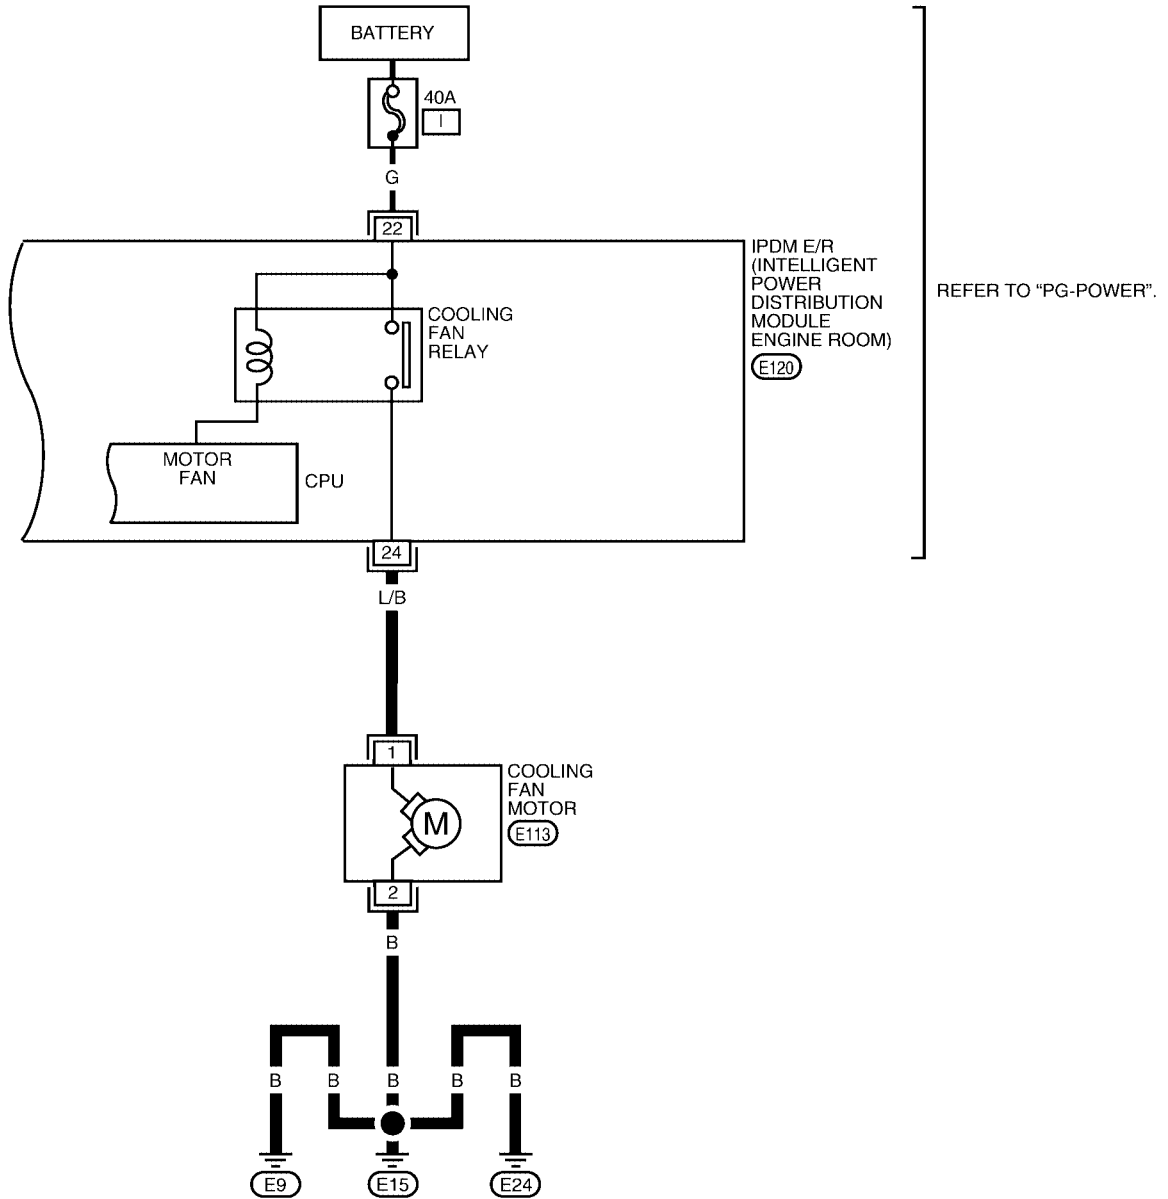 BATTERY
40A
I
G
22
IPDM E/R
(INTELLIGENT
POWER
DISTRIBUTION
MODULE
ENGINE ROOM)
E120
REFER TO “PG-POWER”.
COOLING
FAN
RELAY
MOTOR
FAN
CPU
24
L/B
1
COOLING
FAN
MOTOR
E113
M
2
B
B B B B B
E9 E15 E24